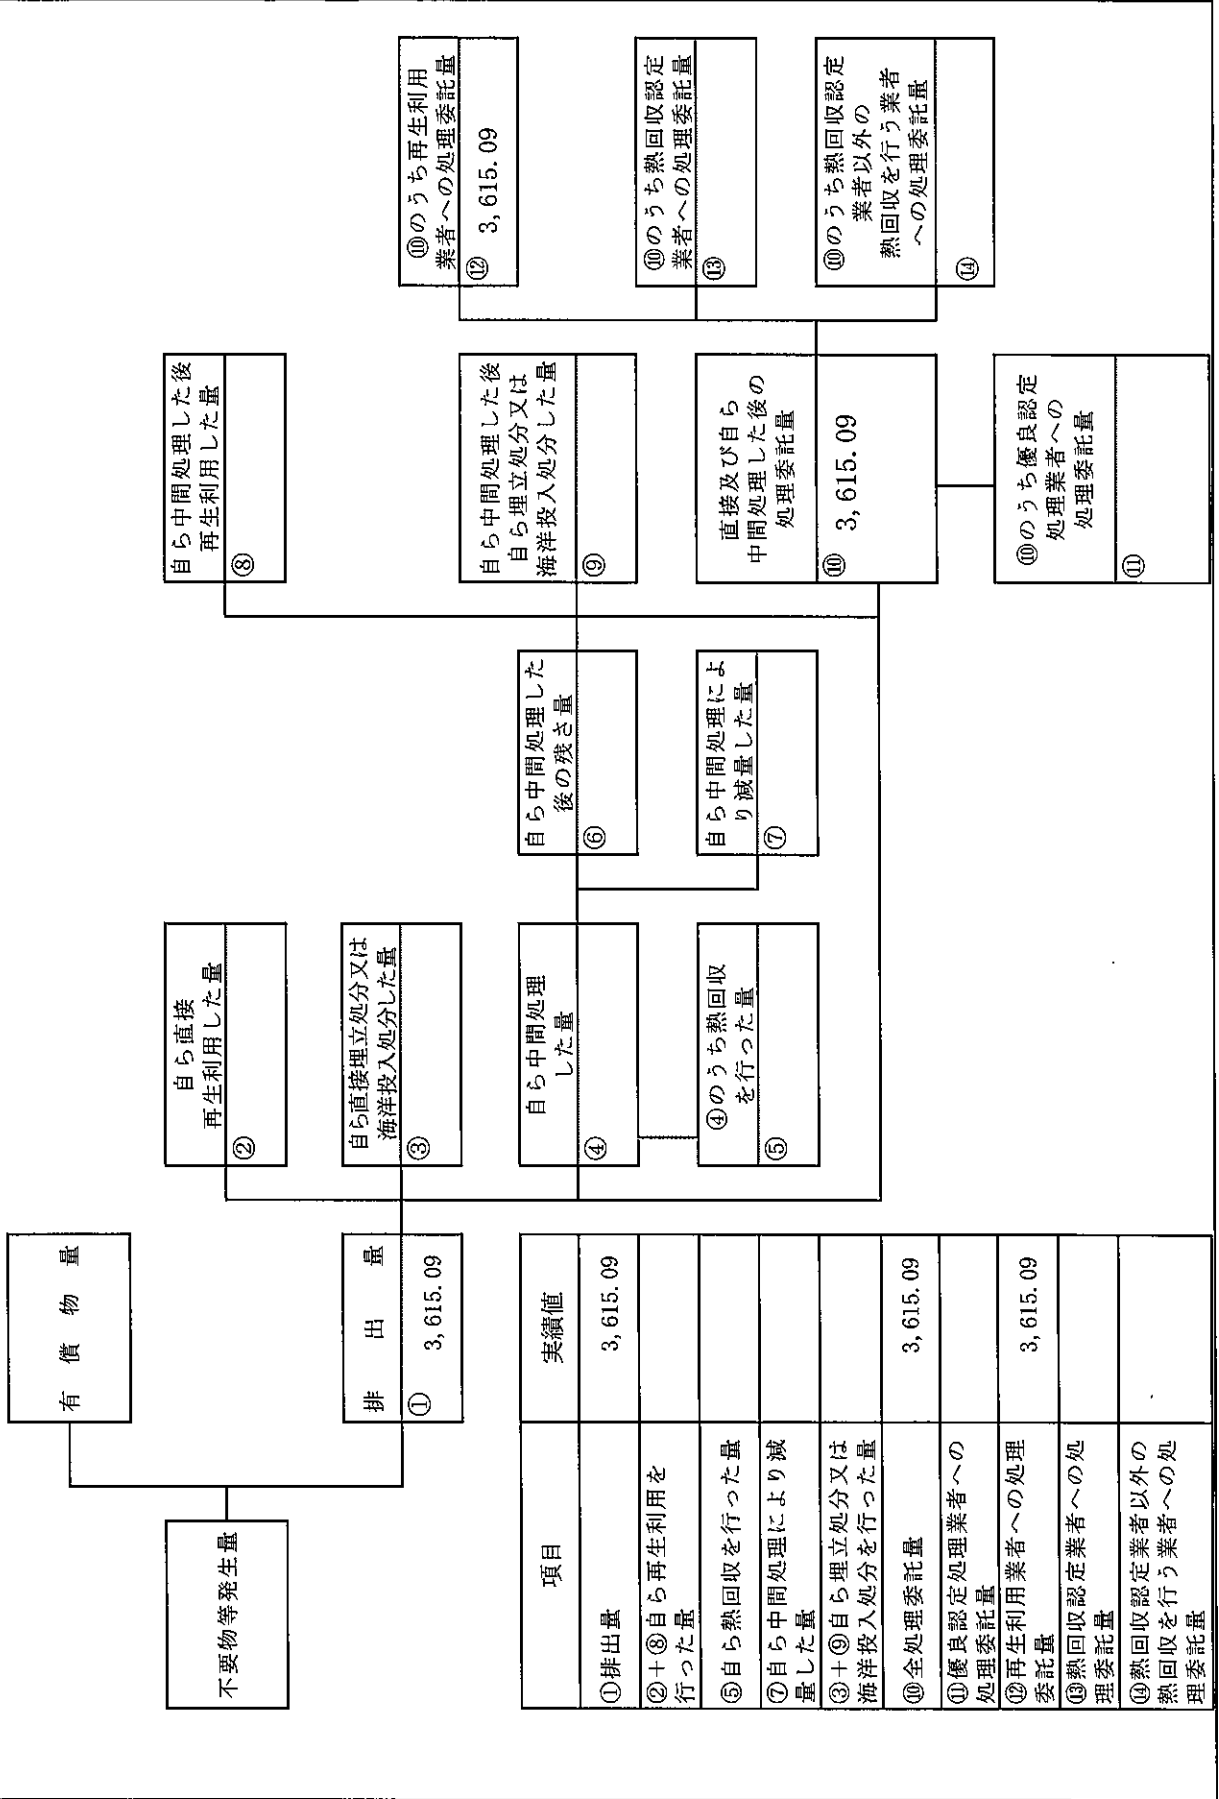 不要物等発生量
有償物量
排出量
① 3,615.09
自ら直接
再生利用した量
②
自ら直接埋立処分又は
海洋投入処分した量
③
自ら中間処理
した量
④
④のうち熱回収
を行った量
⑤
自ら中間処理した
後の残さ量
⑥
自ら中間処理によ
り減量した量
⑦
自ら中間処理した後
再生利用した量
⑧
自ら中間処理した後
自ら埋立処分又は
海洋投入処分した量
⑨
直接及び自ら
中間処理した後の
処理委託量
⑩ 3,615.09
⑩のうち優良認定
処理業者への
処理委託量
⑪
⑩のうち再生利用
業者への処理委託量
⑫ 3,615.09
⑩のうち熱回収認定
業者への処理委託量
⑬
⑩のうち熱回収認定
業者以外の
熱回収を行う業者
への処理委託量
⑭
項目 実績値
①排出量 3,615.09
②+⑧自ら再生利用を
行った量
⑤自ら熱回収を行った量
⑦自ら中間処理により減
量した量
③+⑨自ら埋立処分又は
海洋投入処分を行った量
⑩全処理委託量 3,615.09
⑪優良認定処理業者への
処理委託量
⑫再生利用業者への処理
委託量 3,615.09
⑬熱回収認定業者への処
理委託量
⑭熱回収認定業者以外の
熱回収を行う業者への処
理委託量